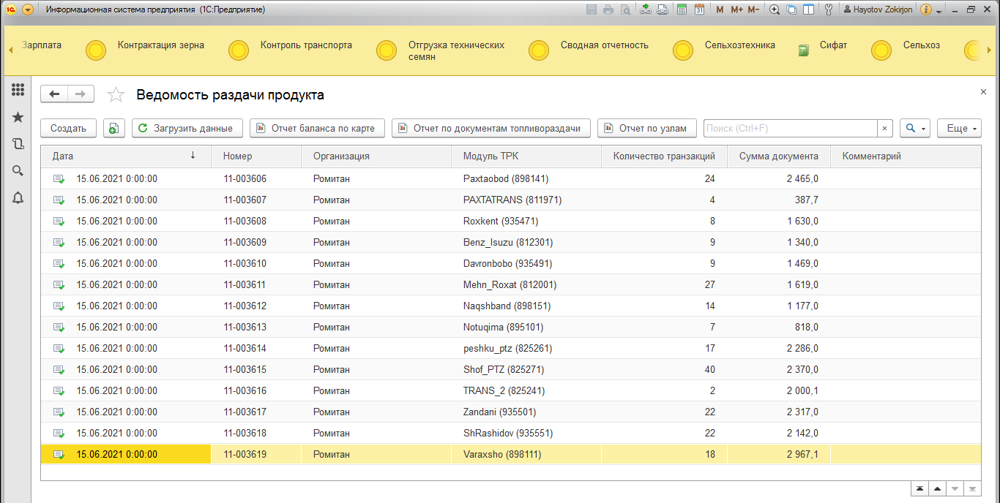 Информационная система предприятия (1С:Предприятие)
M M+ M- Hayotov Zokirjon
Зарплата Контрактация зерна Контроль транспорта Отгрузка технических семян Сводная отчетность Сельхозтехника Сифат Сельхоз
Ведомость раздачи продукта
Создать Загрузить данные Отчет баланса по карте Отчет по документам топливораздачи Отчет по узлам Поиск (Ctrl+F) × Еще
Дата ↓ Номер Организация Модуль ТРК Количество транзакций Сумма документа Комментарий
15.06.2021 0:00:00 11-003606 Ромитан Paxtaobod (898141) 24 2 465,0
15.06.2021 0:00:00 11-003607 Ромитан PAXTATRANS (811971) 4 387,7
15.06.2021 0:00:00 11-003608 Ромитан Roxkent (935471) 8 1 630,0
15.06.2021 0:00:00 11-003609 Ромитан Benz_Isuzu (812301) 9 1 340,0
15.06.2021 0:00:00 11-003610 Ромитан Davronbobo (935491) 9 1 469,0
15.06.2021 0:00:00 11-003611 Ромитан Mehn_Roxat (812001) 27 1 619,0
15.06.2021 0:00:00 11-003612 Ромитан Naqshband (898151) 14 1 177,0
15.06.2021 0:00:00 11-003613 Ромитан Notuqima (895101) 7 818,0
15.06.2021 0:00:00 11-003614 Ромитан peshku_ptz (825261) 17 2 286,0
15.06.2021 0:00:00 11-003615 Ромитан Shof_PTZ (825271) 40 2 370,0
15.06.2021 0:00:00 11-003616 Ромитан TRANS_2 (825241) 2 2 000,1
15.06.2021 0:00:00 11-003617 Ромитан Zandani (935501) 22 2 317,0
15.06.2021 0:00:00 11-003618 Ромитан ShRashidov (935551) 22 2 142,0
15.06.2021 0:00:00 11-003619 Ромитан Varaxsho (898111) 18 2 967,1